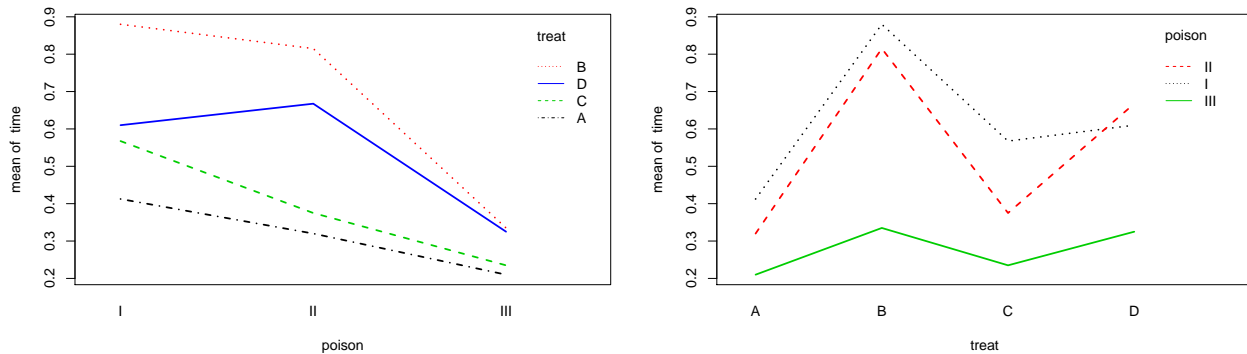 mean of time
0.9
0.8
0.7
0.6
0.5
0.4
0.3
0.2
treat
B
D
C
A
I II III
poison
mean of time
0.9
0.8
0.7
0.6
0.5
0.4
0.3
0.2
poison
II
I
III
A B C D
treat